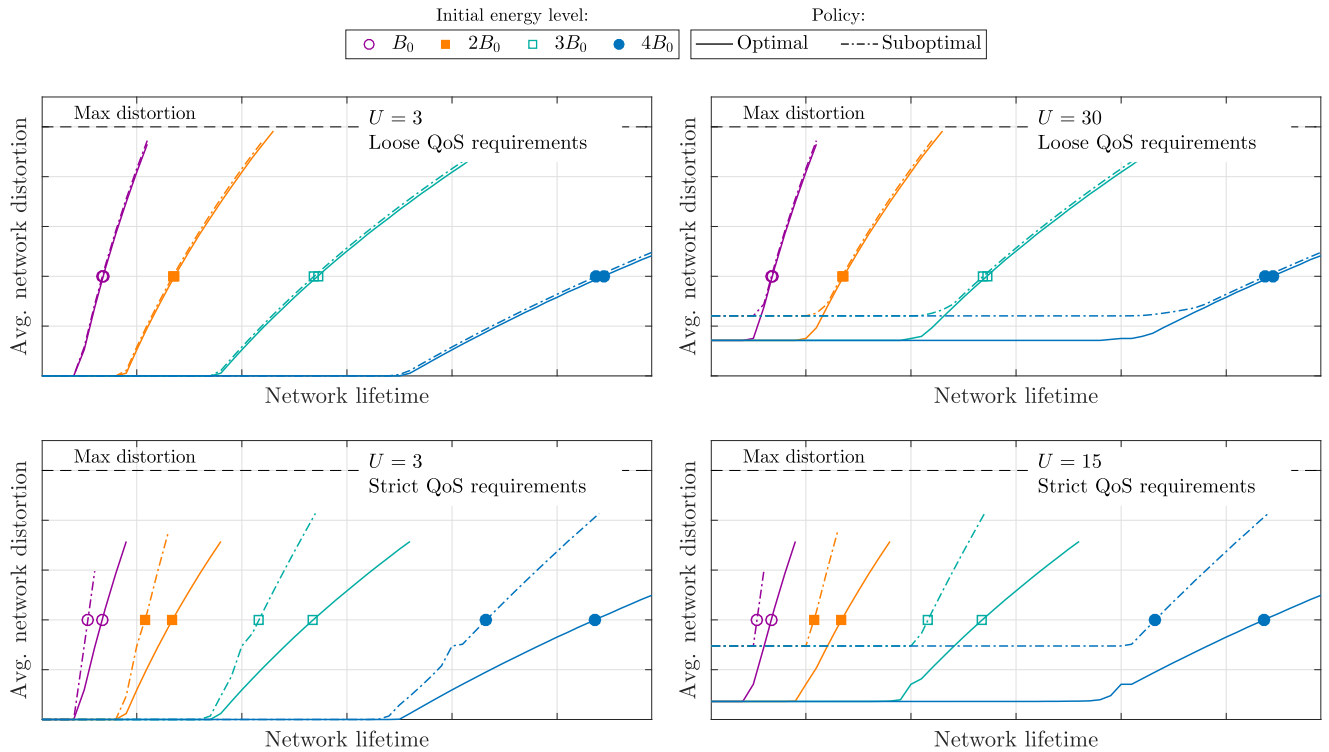 Initial energy level: Policy:
B₀ 2B₀ 3B₀ 4B₀ Optimal Suboptimal
Max distortion
U = 3
Loose QoS requirements
Avg. network distortion
Network lifetime
Max distortion
U = 30
Loose QoS requirements
Avg. network distortion
Network lifetime
Max distortion
U = 3
Strict QoS requirements
Avg. network distortion
Network lifetime
Max distortion
U = 15
Strict QoS requirements
Avg. network distortion
Network lifetime